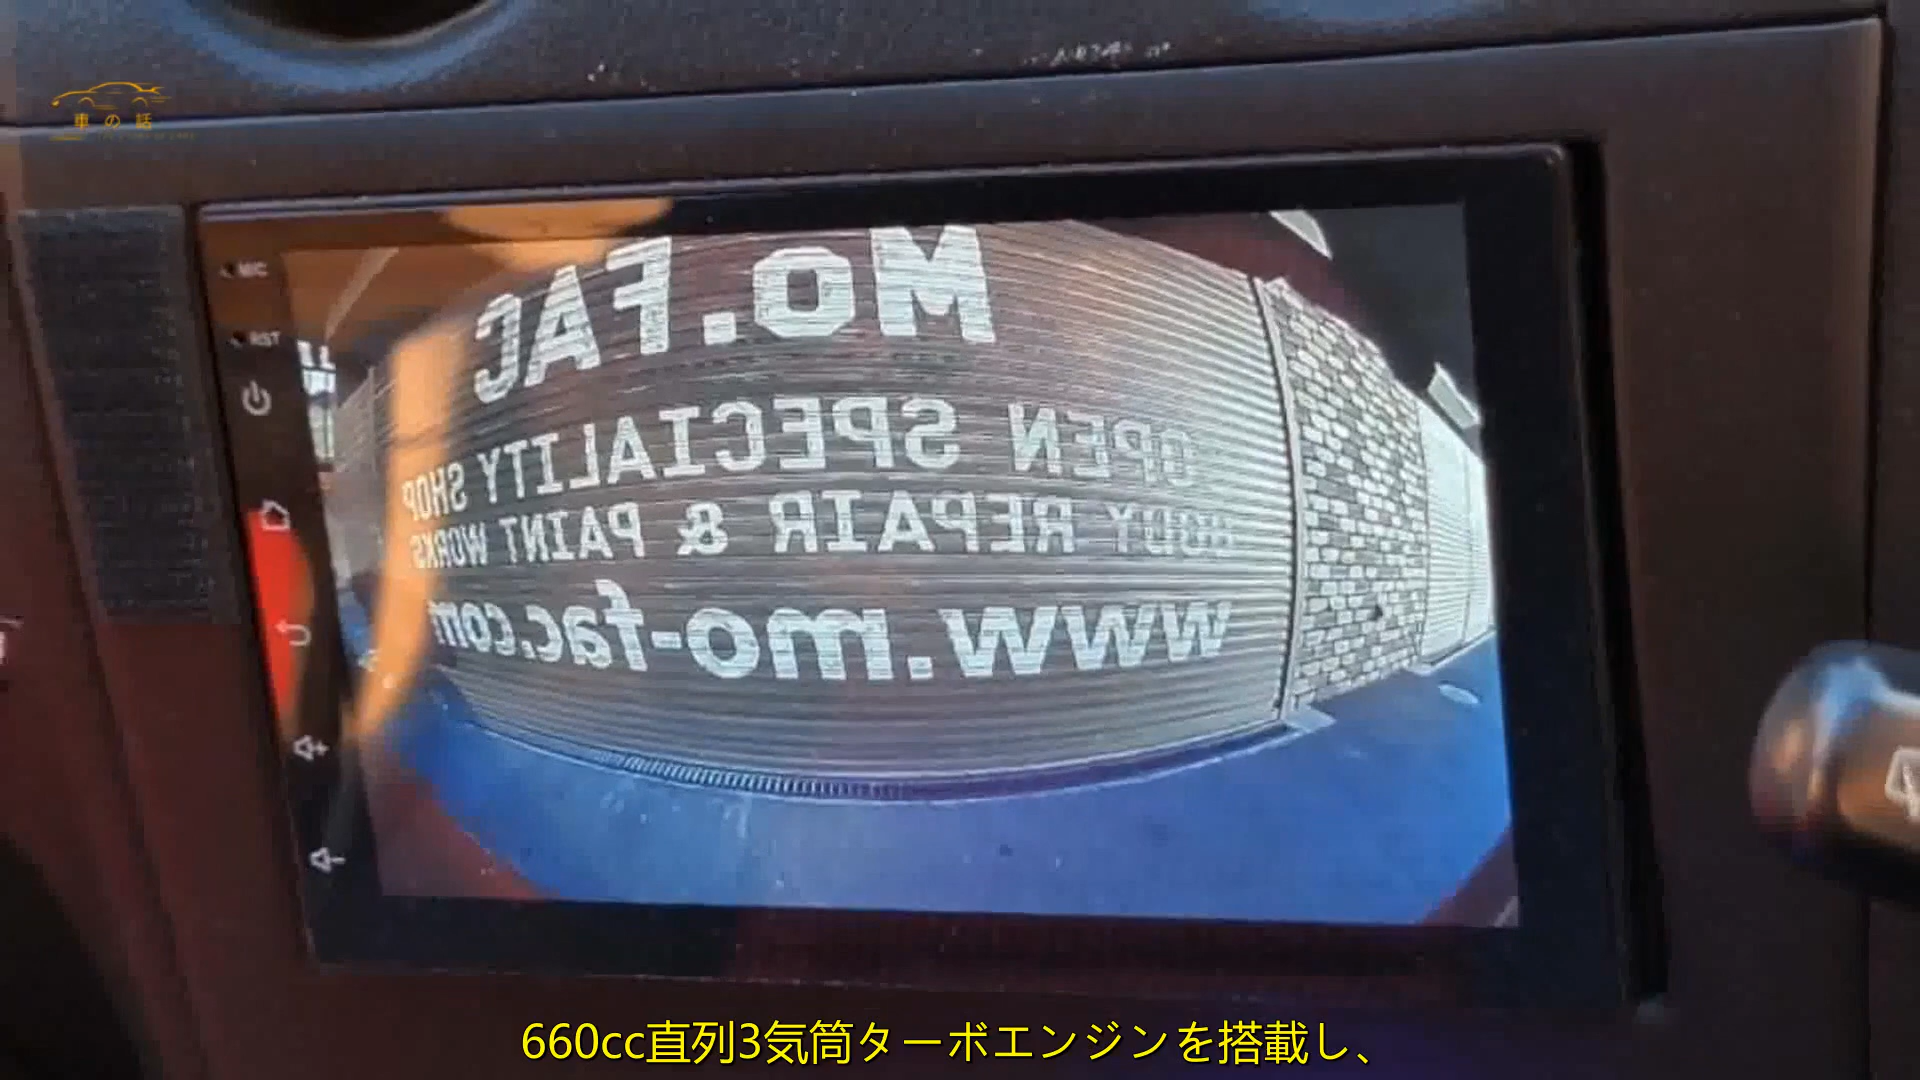 車の話
MIC
RST
Mo.FAC
OPEN SPECIALITY SHOP
BODY REPAIR & PAINT WORKS
www.mo-fac.com
660cc直列3気筒ターボエンジンを搭載し、